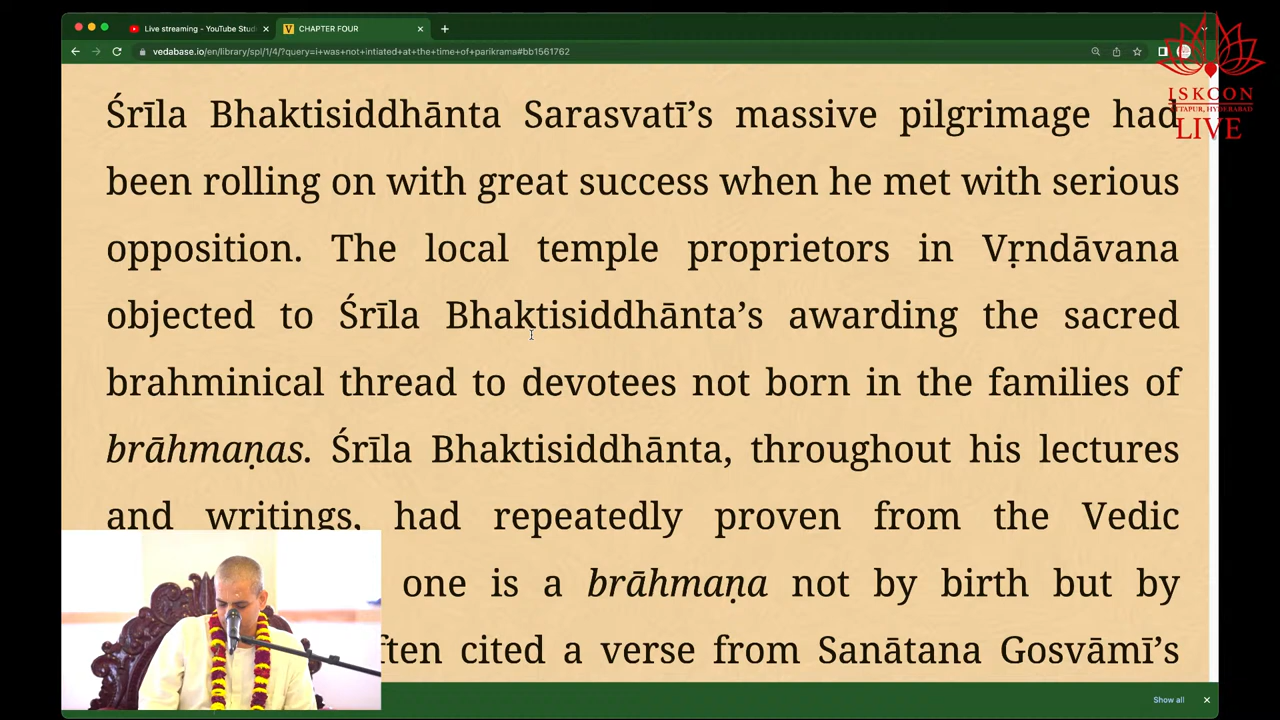 Live streaming - YouTube Stud
CHAPTER FOUR
vedabase.io/en/library/spl/1/4/?query=i+was+not+intiated+at+the+time+of+parikrama#bb1561762
ISKCON
ATTAPUR, HYDERABAD
LIVE
Śrīla Bhaktisiddhānta Sarasvatī’s massive pilgrimage had
been rolling on with great success when he met with serious
opposition. The local temple proprietors in Vṛndāvana
objected to Śrīla Bhaktisiddhānta’s awarding the sacred
brahminical thread to devotees not born in the families of
brāhmaṇas. Śrīla Bhaktisiddhānta, throughout his lectures
and writings, had repeatedly proven from the Vedic
one is a brāhmaṇa not by birth but by
ften cited a verse from Sanātana Gosvāmī’s
Show all